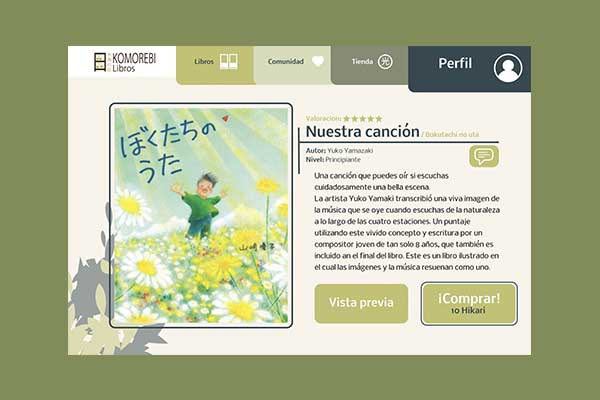 KOMOREBI
Libros
Libros
Comunidad
Tienda
Perfil
ぼくたちの
うた
山崎優子
Valoracion: ★★★★★
Nuestra canción / Bokutachi no uta
Autor: Yuko Yamazaki
Nivel: Principiante
Una canción que puedes oír si escuchas
cuidadosamente una bella escena.
La artista Yuko Yamaki transcribió una viva imagen de
la música que se oye cuando escuchas de la naturaleza
a lo largo de las cuatro estaciones. Un puntaje
utilizando este vivido concepto y escritura por un
compositor joven de tan solo 8 años, que también es
incluido an el final del libro. Este es un libro ilustrado en
el cual las imágenes y la música resuenan como uno.
Vista previa
¡Comprar!
10 Hikari